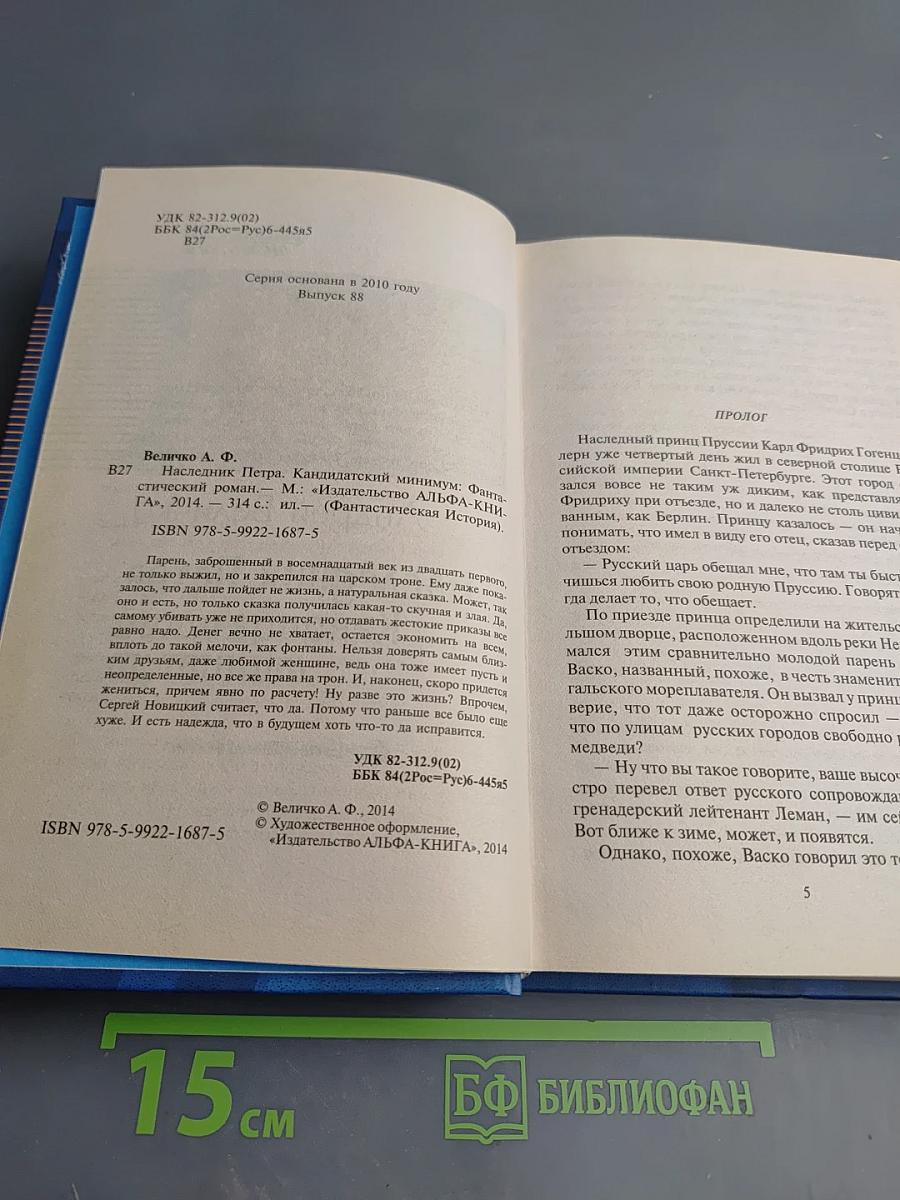 УДК 82-312.9(02)
ББК 84(2Рос=Рус)6-445я5
В27
Серия основана в 2010 году
Выпуск 88
Величко А. Ф.
В27 Наследник Петра. Кандидатский минимум: Фанта-
стический роман.— М.: «Издательство АЛЬФА-КНИ-
ГА», 2014. — 314 с.: ил.— (Фантастическая История).
ISBN 978-5-9922-1687-5
Парень, заброшенный в восемнадцатый век из двадцать первого,
не только выжил, но и закрепился на царском троне. Ему даже пока-
залось, что дальше пойдет не жизнь, а натуральная сказка. Может, так
оно и есть, но только сказка получилась какая-то скучная и злая. Да,
самому убивать уже не приходится, но отдавать жестокие приказы все
равно надо. Денег вечно не хватает, остается экономить на всем,
вплоть до такой мелочи, как фонтаны. Нельзя доверять самым близ-
ким друзьям, даже любимой женщине, ведь она тоже имеет пусть и
неопределенные, но все же права на трон. И, наконец, скоро придется
жениться, причем явно по расчету! Ну разве это жизнь? Впрочем,
Сергей Новицкий считает, что да. Потому что раньше все было еще
хуже. И есть надежда, что в будущем хоть что-то да исправится.
УДК 82-312.9(02)
ББК 84(2Рос=Рус)6-445я5
© Величко А. Ф., 2014
© Художественное оформление,
ISBN 978-5-9922-1687-5 «Издательство АЛЬФА-КНИГА», 2014
ПРОЛОГ
Наследный принц Пруссии Карл Фридрих Гогенц
лерн уже четвертый день жил в северной столице
сийской империи Санкт-Петербурге. Этот город
зался вовсе не таким уж диким, как представля
Фридриху при отъезде, но и далеко не столь циви
ванным, как Берлин. Принцу казалось — он нач
понимать, что имел в виду его отец, сказав перед
отъездом:
— Русский царь обещал мне, что там ты быст
чишься любить свою родную Пруссию. Говорят
гда делает то, что обещает.
По приезде принца определили на жительс
льшом дворце, расположенном вдоль реки Не
мался этим сравнительно молодой парень
Васко, названный, похоже, в честь знаменит
гальского мореплавателя. Он вызвал у принц
верие, что тот даже осторожно спросил —
что по улицам русских городов свободно р
медведи?
— Ну что вы такое говорите, ваше высоч
стро перевел ответ русского сопровожда
гренадерский лейтенант Леман, — им сей
Вот ближе к зиме, может, и появятся.
Однако, похоже, Васко говорил это т
5
15 см
БФ БИБЛИОФАН